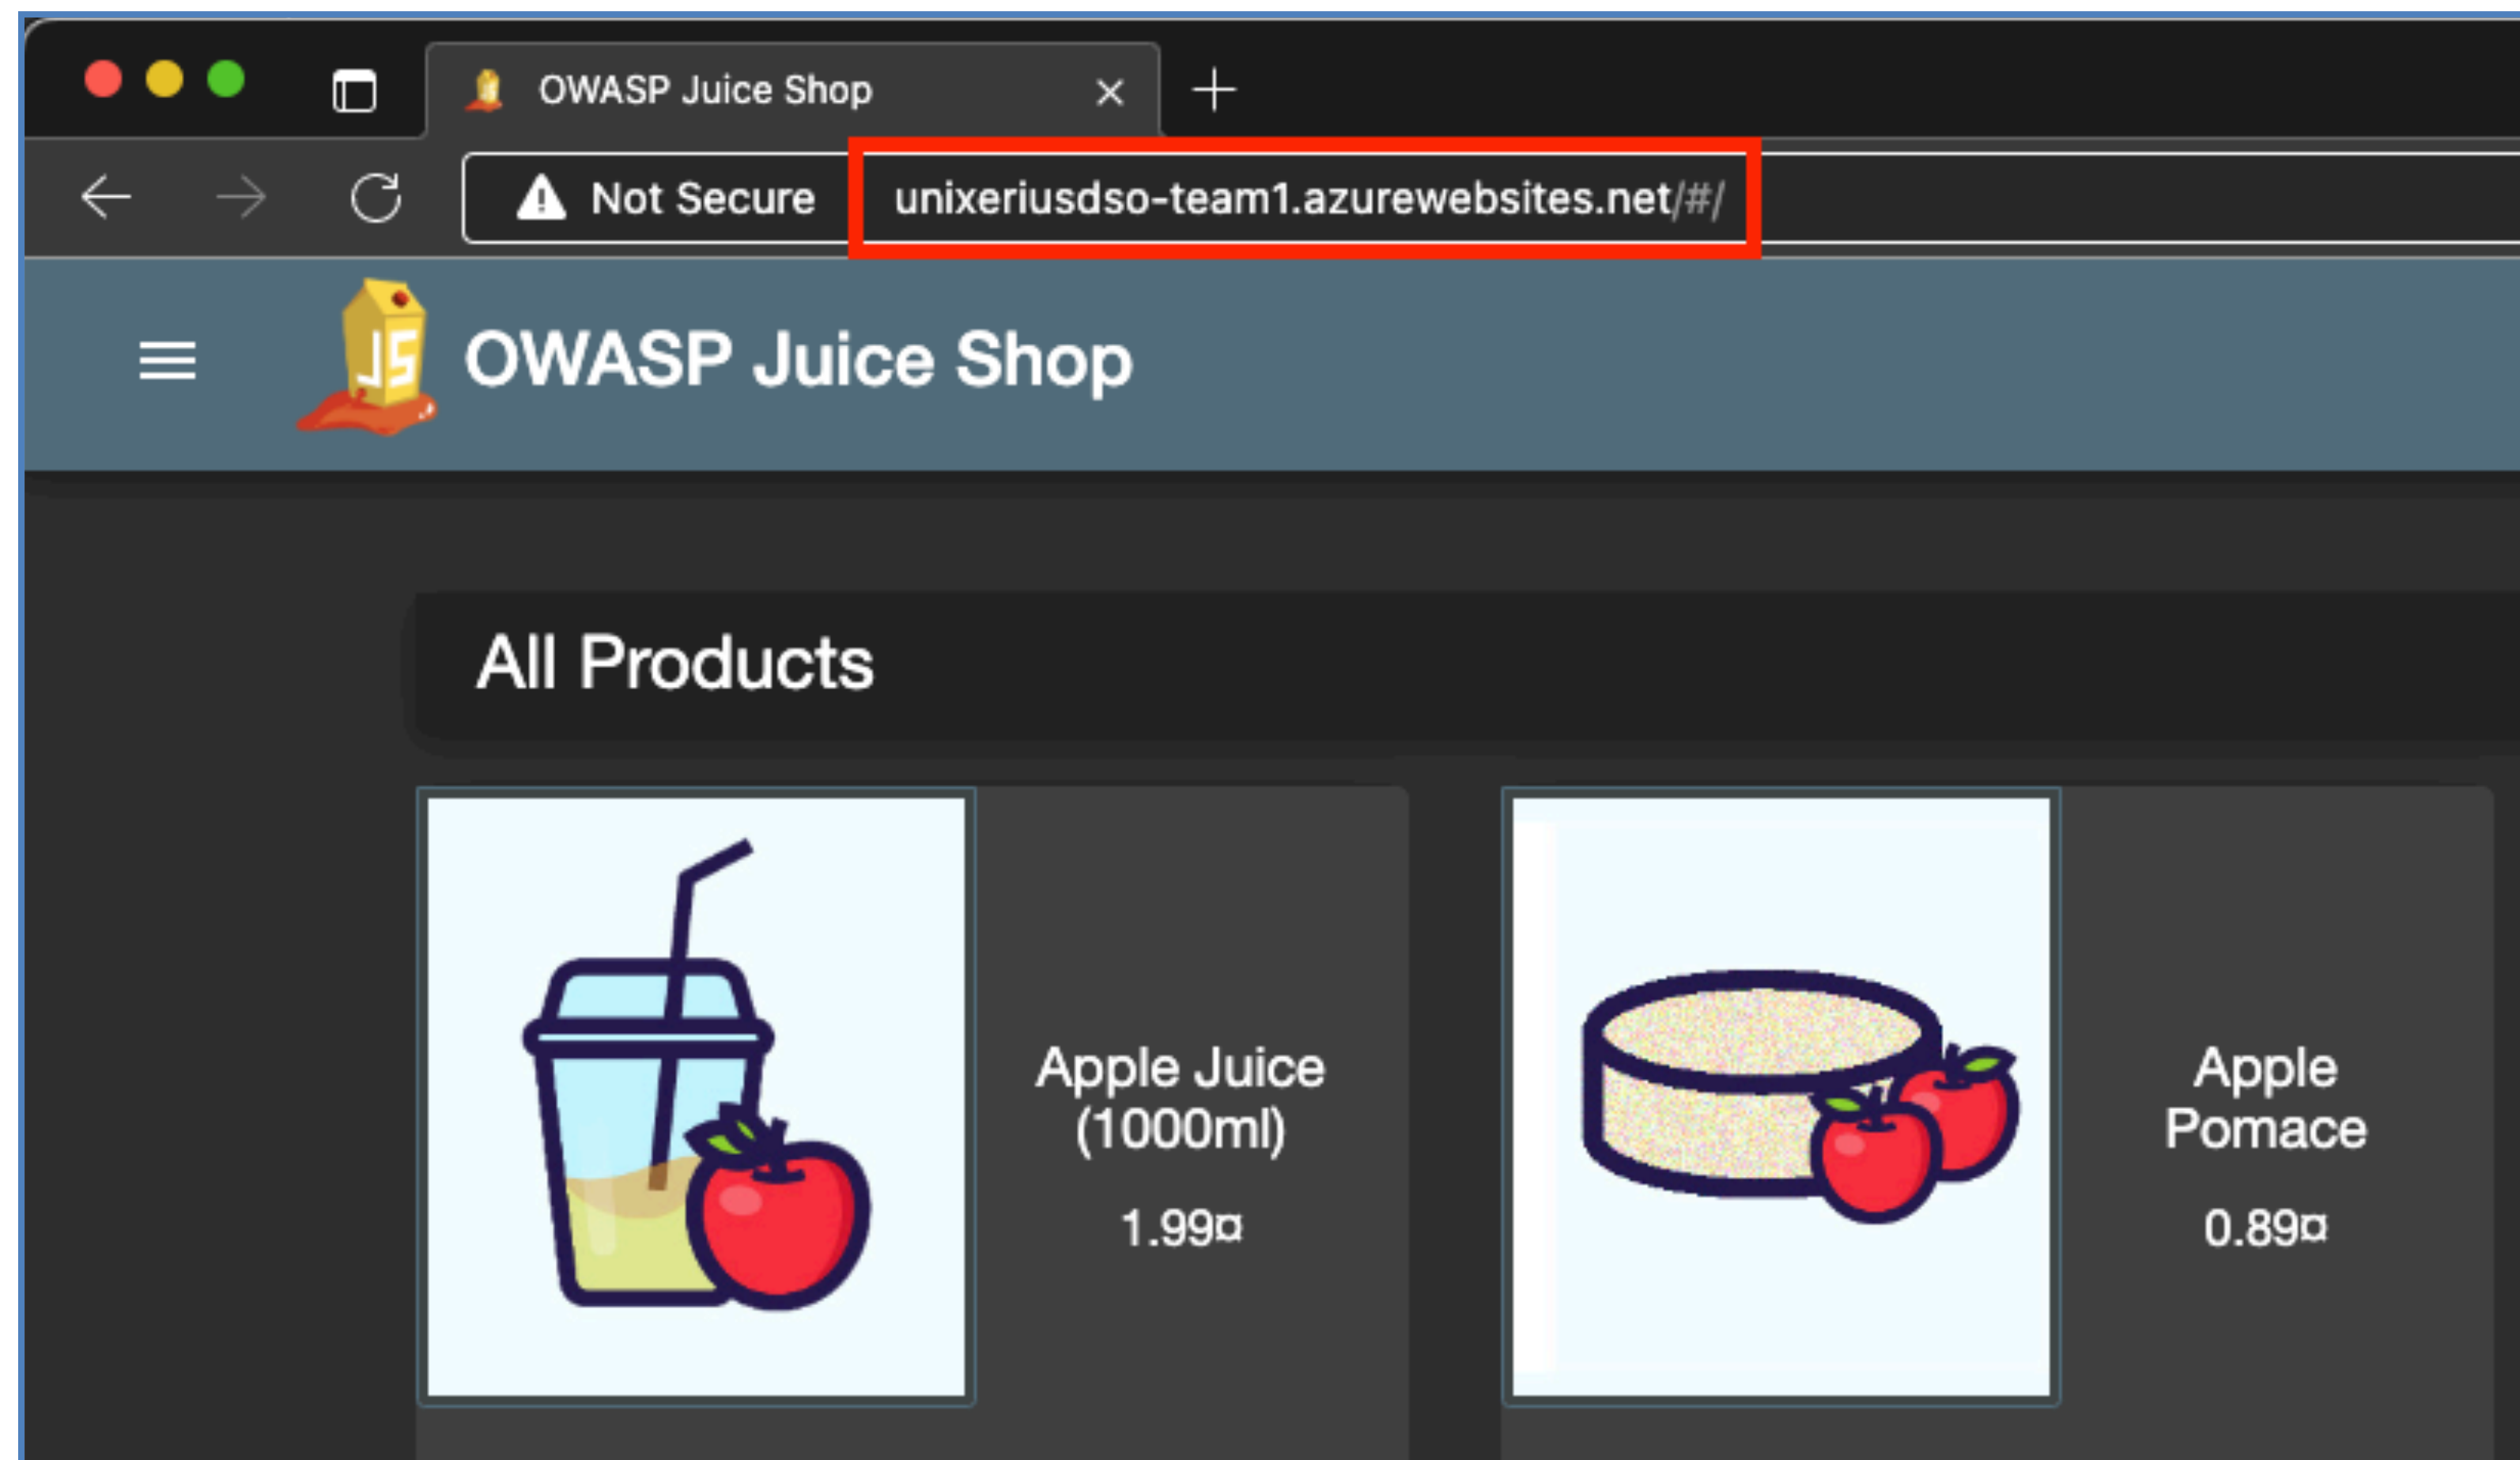 OWASP Juice Shop
Not Secure unixeriusdso-team1.azurewebsites.net/#/
JS OWASP Juice Shop
All Products
Apple Juice
(1000ml)
1.99¤
Apple
Pomace
0.89¤